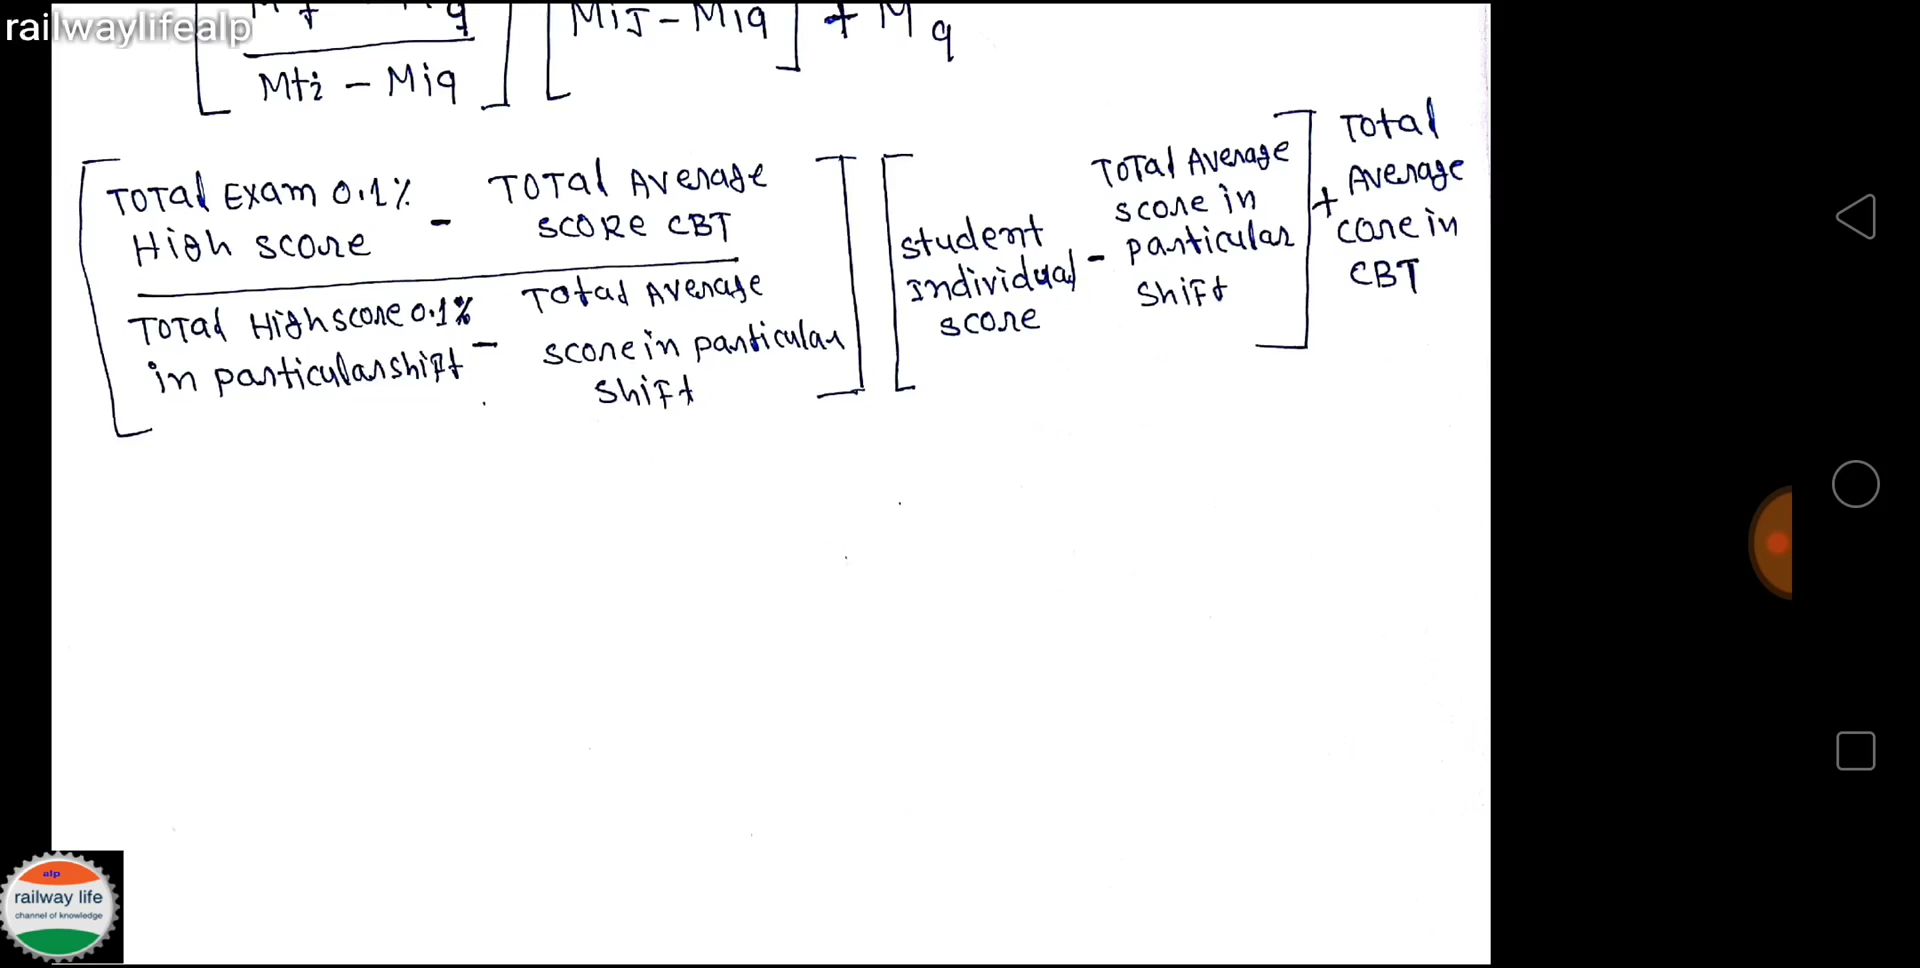 railwaylifealp
Mij - Miq + Mq
Mti - Miq
TOTAL EXAM 0.1% - TOTAL AVERAGE
High score SCORE CBT
TOTAL High score 0.1% - TOTAL AVERAGE
in particular shift score in particular
shift
student individual score - TOTAL AVERAGE score in particular shift
+ TOTAL AVERAGE core in CBT
alp
railway life
channel of knowledge